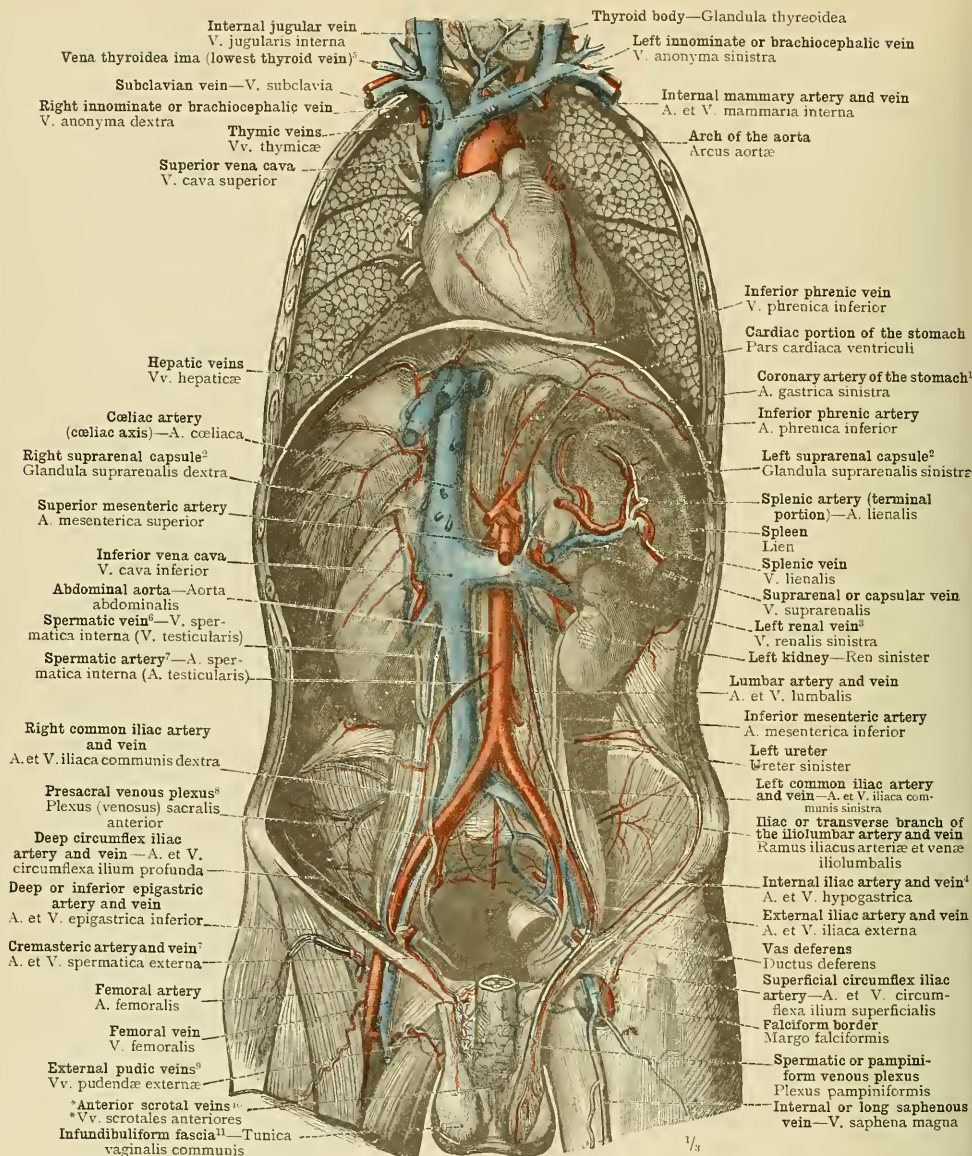 Internal jugular vein
V. jugularis interna
Vena thyroidea ima (lowest thyroid vein)⁵
Subclavian vein—V. subclavia
Right innominate or brachiocephalic vein
V. anonyma dextra
Thymic veins
Vv. thymicæ
Superior vena cava
V. cava superior
Hepatic veins
Vv. hepaticæ
Cœliac artery
(cœliac axis)—A. cœliaca
Right suprarenal capsule²
Glandula suprarenalis dextra
Superior mesenteric artery
A. mesenterica superior
Inferior vena cava
V. cava inferior
Abdominal aorta—Aorta
abdominalis
Spermatic vein⁶—V. sper-
matica interna (V. testicularis)
Spermatic artery⁷—A. sper-
matica interna (A. testicularis)
Right common iliac artery
and vein
A. et V. iliaca communis dextra
Presacral venous plexus⁸
Plexus (venosus) sacralis
anterior
Deep circumflex iliac
artery and vein—A. et V.
circumflexa ilium profunda
Deep or inferior epigastric
artery and vein
A. et V. epigastrica inferior
Cremasteric artery and vein⁷
A. et V. spermatica externa
Femoral artery
A. femoralis
Femoral vein
V. femoralis
External pudic veins⁹
Vv. pudendæ externæ
*Anterior scrotal veins
*Vv. scrotales anteriores
Infundibuliform fascia¹¹—Tunica
vaginalis communis
Thyroid body—Glandula thyreoidea
Left innominate or brachiocephalic vein
V. anonyma sinistra
Internal mammary artery and vein
A. et V. mammaria interna
Arch of the aorta
Arcus aortæ
Inferior phrenic vein
V. phrenica inferior
Cardiac portion of the stomach
Pars cardiaca ventriculi
Coronary artery of the stomach¹
A. gastrica sinistra
Inferior phrenic artery
A. phrenica inferior
Left suprarenal capsule²
Glandula suprarenalis sinistra
Splenic artery (terminal
portion)—A. lienalis
Spleen
Lien
Splenic vein
V. lienalis
Suprarenal or capsular vein
V. suprarenalis
Left renal vein³
V. renalis sinistra
Left kidney—Ren sinister
Lumbar artery and vein
A. et V. lumbalis
Inferior mesenteric artery
A. mesenterica inferior
Left ureter
Ureter sinister
Left common iliac artery
and vein—A. et V. iliaca com-
munis sinistra
Iliac or transverse branch of
the iliolumbar artery and vein
Ramus iliacus arteriæ et venæ
iliolumbalis
Internal iliac artery and vein⁴
A. et V. hypogastrica
External iliac artery and vein
A. et V. iliaca externa
Vas deferens
Ductus deferens
Superficial circumflex iliac
artery—A. et V. circum-
flexa ilium superficialis
Falciform border
Margo falciformis
Spermatic or pampini-
form venous plexus
Plexus pampiniformis
Internal or long saphenous
vein—V. saphena magna
1/3